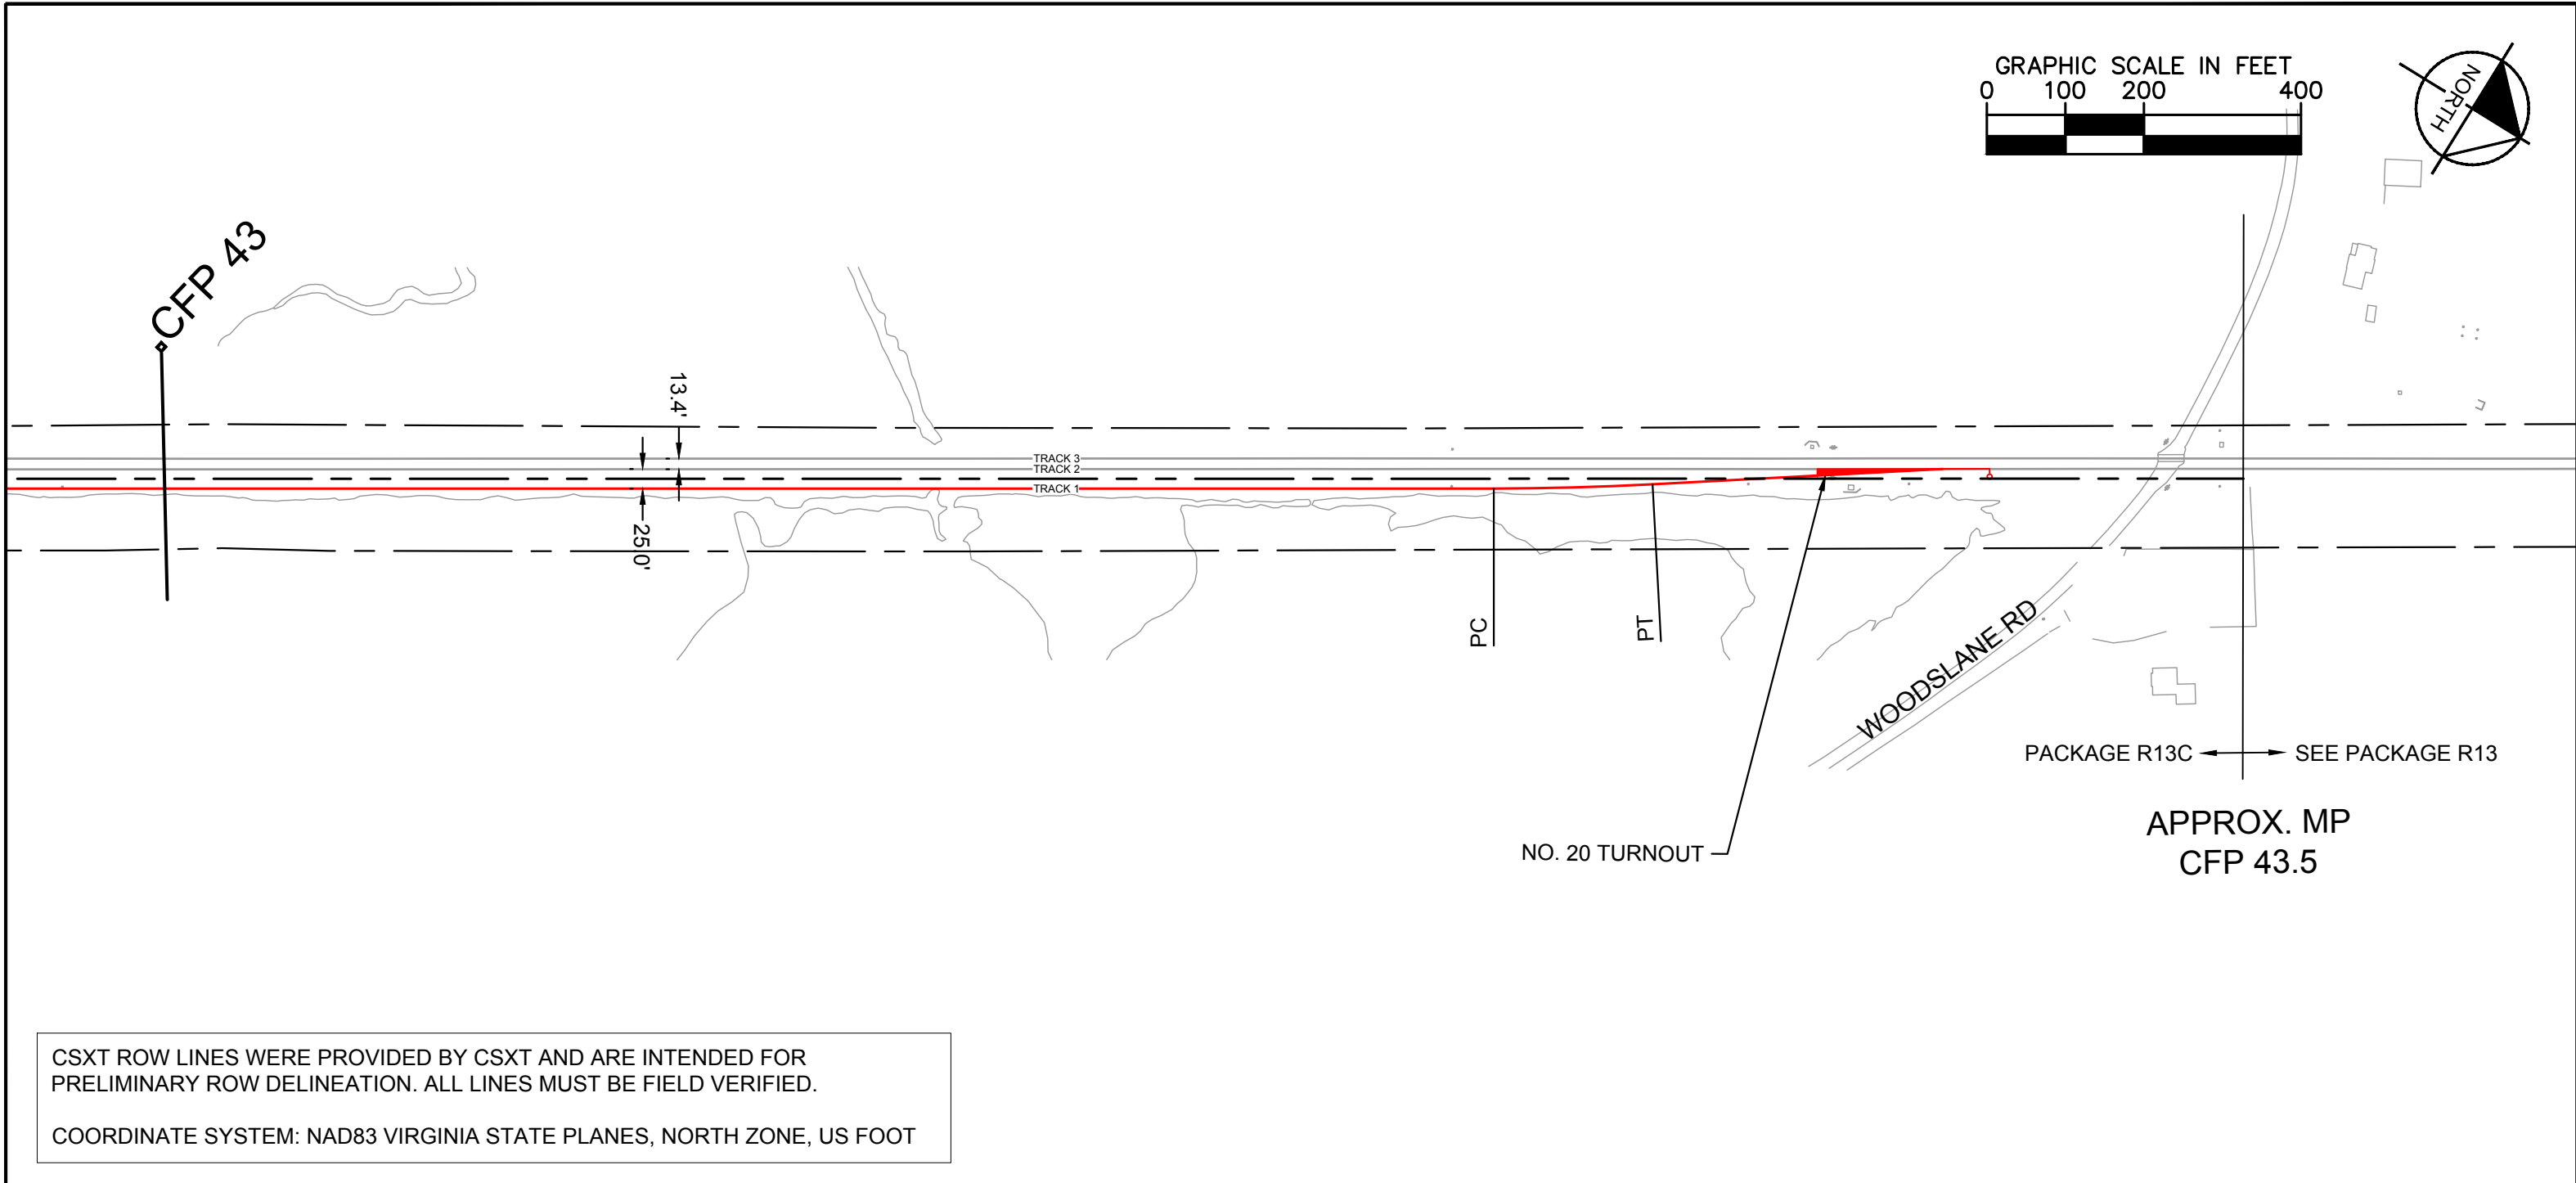 GRAPHIC SCALE IN FEET
0 100 200 400
NORTH
CFP 43
13.4'
TRACK 3
TRACK 2
TRACK 1
25.0'
PC
PT
WOODSLANE RD
PACKAGE R13C
SEE PACKAGE R13
NO. 20 TURNOUT
APPROX. MP
CFP 43.5
CSXT ROW LINES WERE PROVIDED BY CSXT AND ARE INTENDED FOR
PRELIMINARY ROW DELINEATION. ALL LINES MUST BE FIELD VERIFIED.
COORDINATE SYSTEM: NAD83 VIRGINIA STATE PLANES, NORTH ZONE, US FOOT